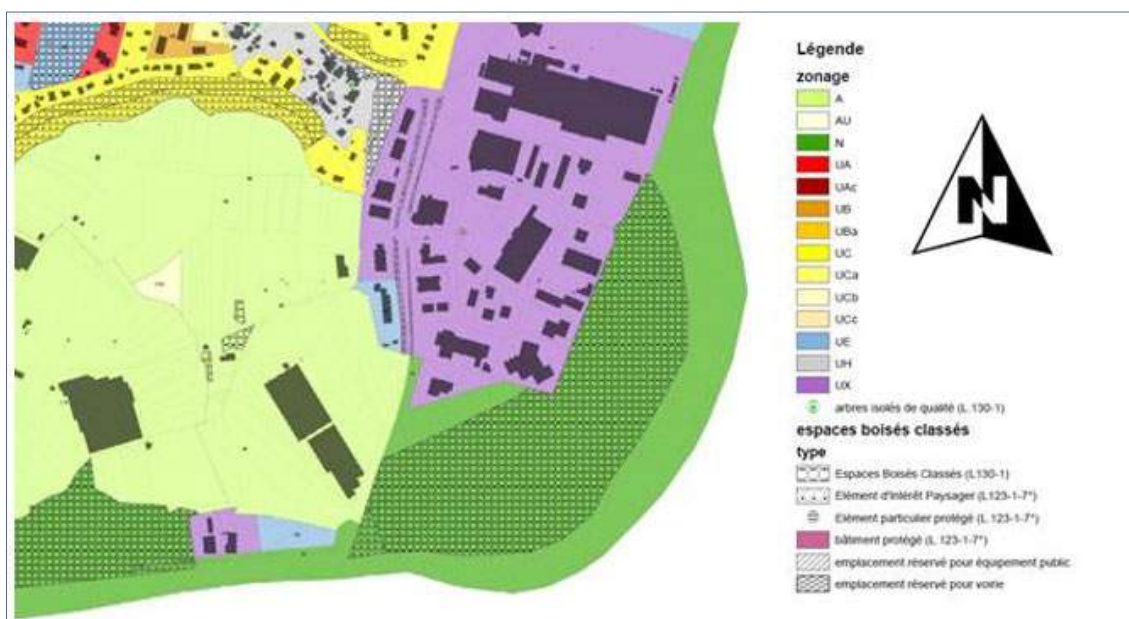 Légende
zonage
A
AU
N
UA
UAc
UB
UBa
UC
UCa
UCb
UCc
UE
UH
UX
arbres isolés de qualité (L.130-1)
espaces boisés classés
type
Espaces Boisés Classés (L130-1)
Elément d'Intérêt Paysager (L123-1-7°)
Elément particulier protégé (L.123-1-7°)
bâtiment protégé (L.123-1-7°)
emplacement réservé pour équipement public
emplacement réservé pour voirie
N